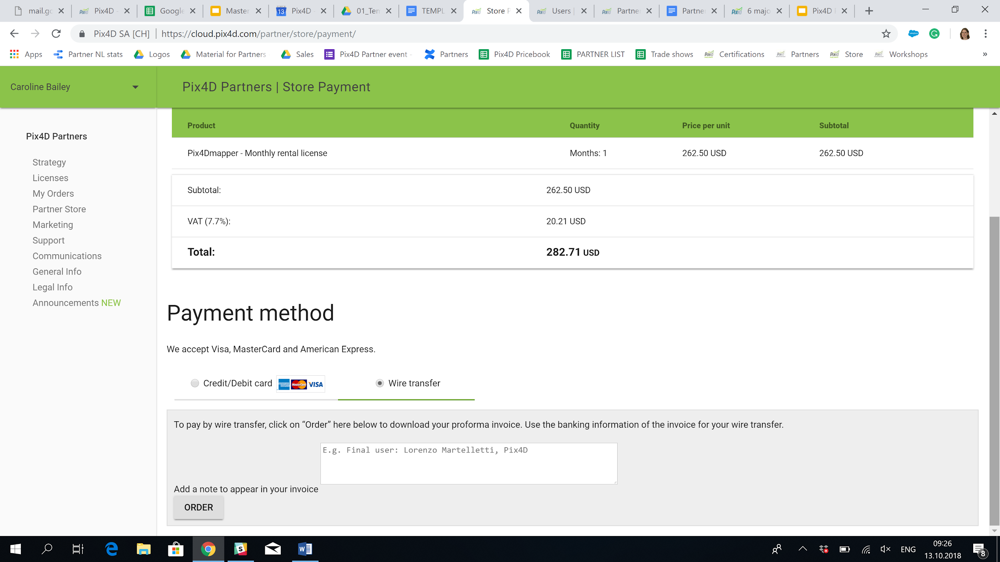 mail.gc
Pix4D -
Google
Master
13
Pix4D -
01_Ten
TEMPL
Store P
Users |
Partne
Partne
6 majo
Pix4D
Pix4D SA [CH] https://cloud.pix4d.com/partner/store/payment/
Apps
Partner NL stats
Logos
Material for Partners
Sales
Pix4D Partner event -
Partners
Pix4D Pricebook
PARTNER LIST
Trade shows
Certifications
Partners
Store
Workshops
»
Caroline Bailey
Pix4D Partners | Store Payment
Pix4D Partners
Strategy
Licenses
My Orders
Partner Store
Marketing
Support
Communications
General Info
Legal Info
Announcements NEW
Product Quantity Price per unit Subtotal
Pix4Dmapper - Monthly rental license Months: 1 262.50 USD 262.50 USD
Subtotal: 262.50 USD
VAT (7.7%): 20.21 USD
Total: 282.71 USD
Payment method
We accept Visa, MasterCard and American Express.
Credit/Debit card AMERICAN EXPRESS MasterCard VISA Wire transfer
To pay by wire transfer, click on “Order” here below to download your proforma invoice. Use the banking information of the invoice for your wire transfer.
E.g. Final user: Lorenzo Martelletti, Pix4D
Add a note to appear in your invoice
ORDER
ENG
09:26
13.10.2018
8